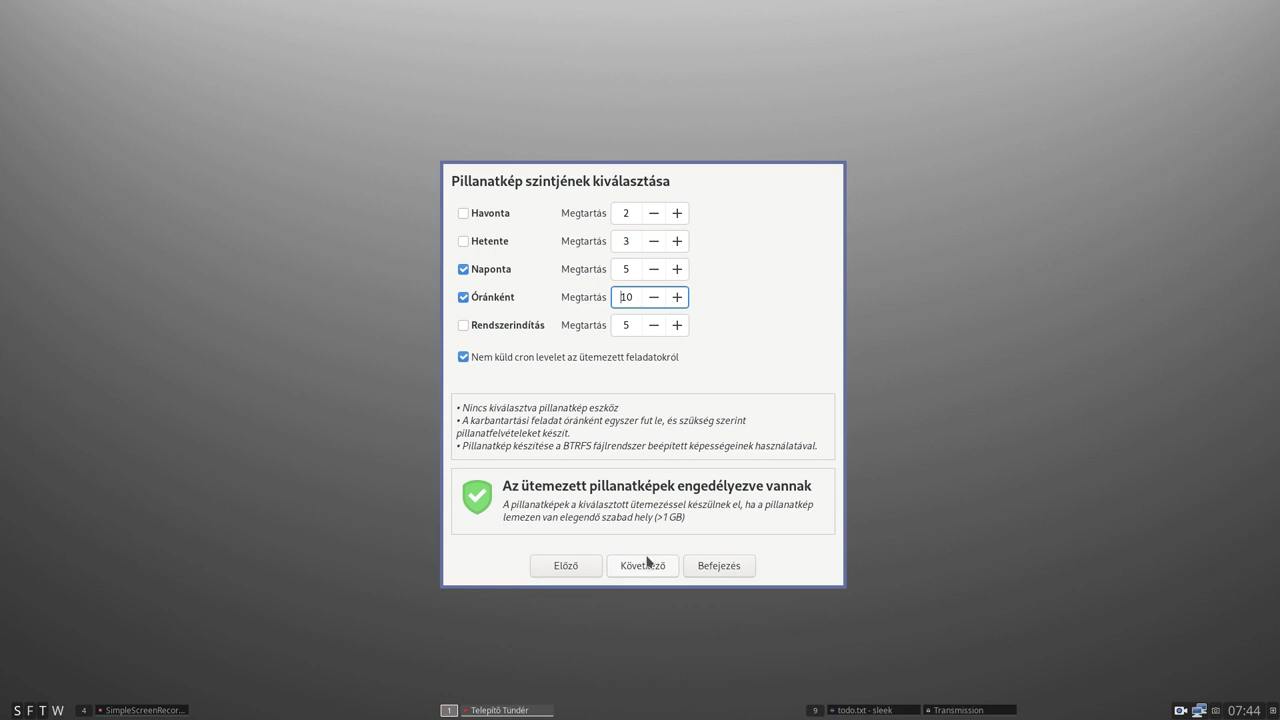 Pillanatkép szintjének kiválasztása
Havonta Megtartás 2
Hetente Megtartás 3
Naponta Megtartás 5
Óránként Megtartás 10
Rendszerindítás Megtartás 5
Nem küld cron levelet az ütemezett feladatokról
• Nincs kiválasztva pillanatkép eszköz
• A karbantartási feladat óránként egyszer fut le, és szükség szerint
pillanatfelvételeket készít.
• Pillanatkép készítése a BTRFS fájlrendszer beépített képességeinek használatával.
Az ütemezett pillanatképek engedélyezve vannak
A pillanatképek a kiválasztott ütemezéssel készülnek el, ha a pillanatkép
lemezen van elegendő szabad hely (>1 GB)
Előző Következő Befejezés
S F T W 4 SimpleScreenRecor... 1 Telepítő Tündér 9 todo.txt - sleek Transmission 07:44